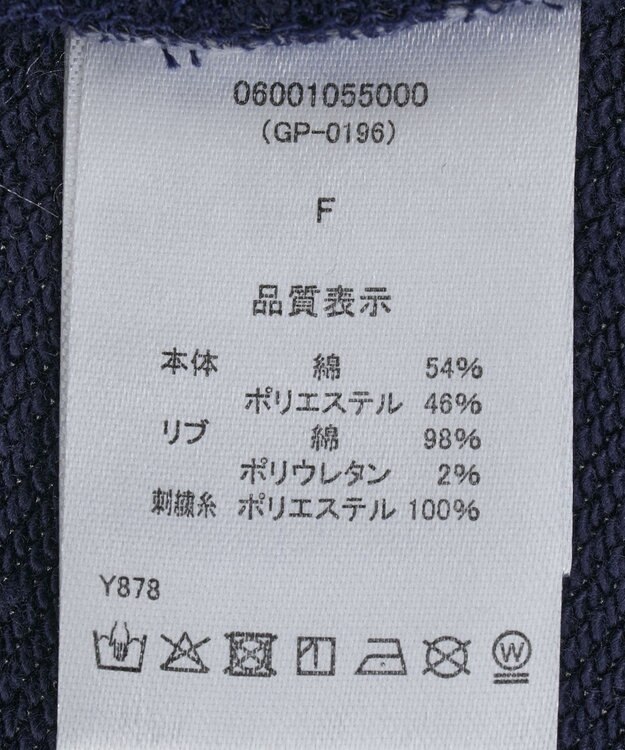 06001055000
(GP-0196)
F
品質表示
本体 綿 54%
ポリエステル 46%
リブ 綿 98%
ポリウレタン 2%
刺繍糸 ポリエステル 100%
Y878
W